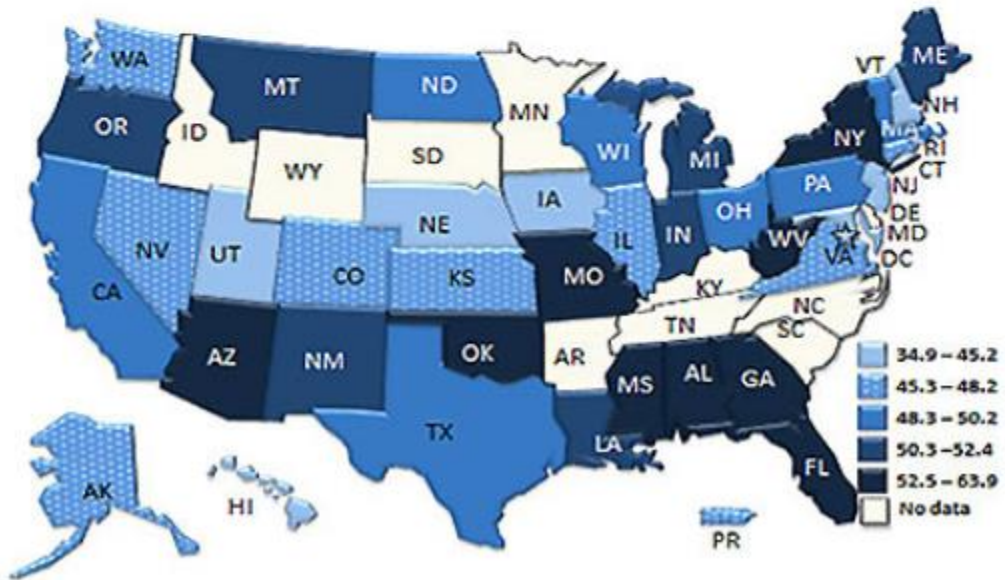 WA
MT
ND
MN
VT
ME
OR
ID
NH
WI
MI
NY
MA
RI
CT
WY
SD
PA
NJ
IA
DE
NE
OH
MD
NV
UT
IL
IN
WV
VA
DC
CO
KS
MO
KY
CA
NC
TN
SC
AZ
NM
OK
AR
MS
AL
GA
TX
LA
FL
AK
HI
PR
34.9 – 45.2
45.3 – 48.2
48.3 – 50.2
50.3 – 52.4
52.5 – 63.9
No data